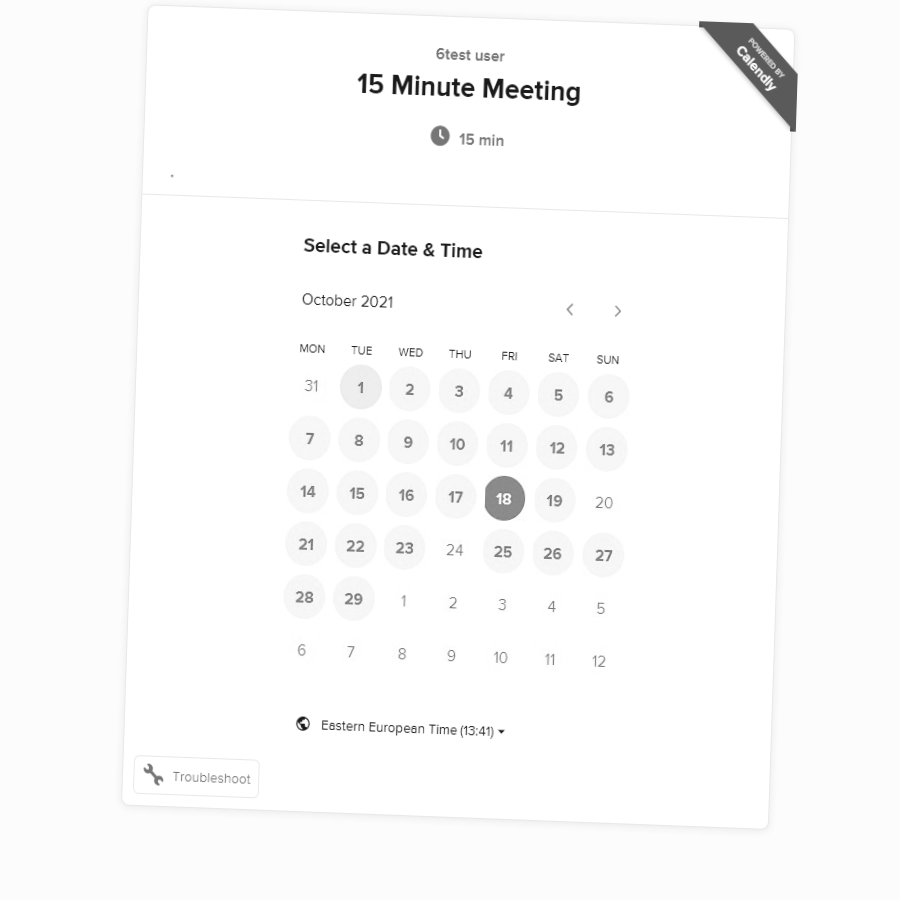 6test user
15 Minute Meeting
15 min
POWERED BY
Calendly
.
Select a Date & Time
October 2021
MON TUE WED THU FRI SAT SUN
31 1 2 3 4 5 6
7 8 9 10 11 12 13
14 15 16 17 18 19 20
21 22 23 24 25 26 27
28 29 1 2 3 4 5
6 7 8 9 10 11 12
Eastern European Time (13:41)
Troubleshoot